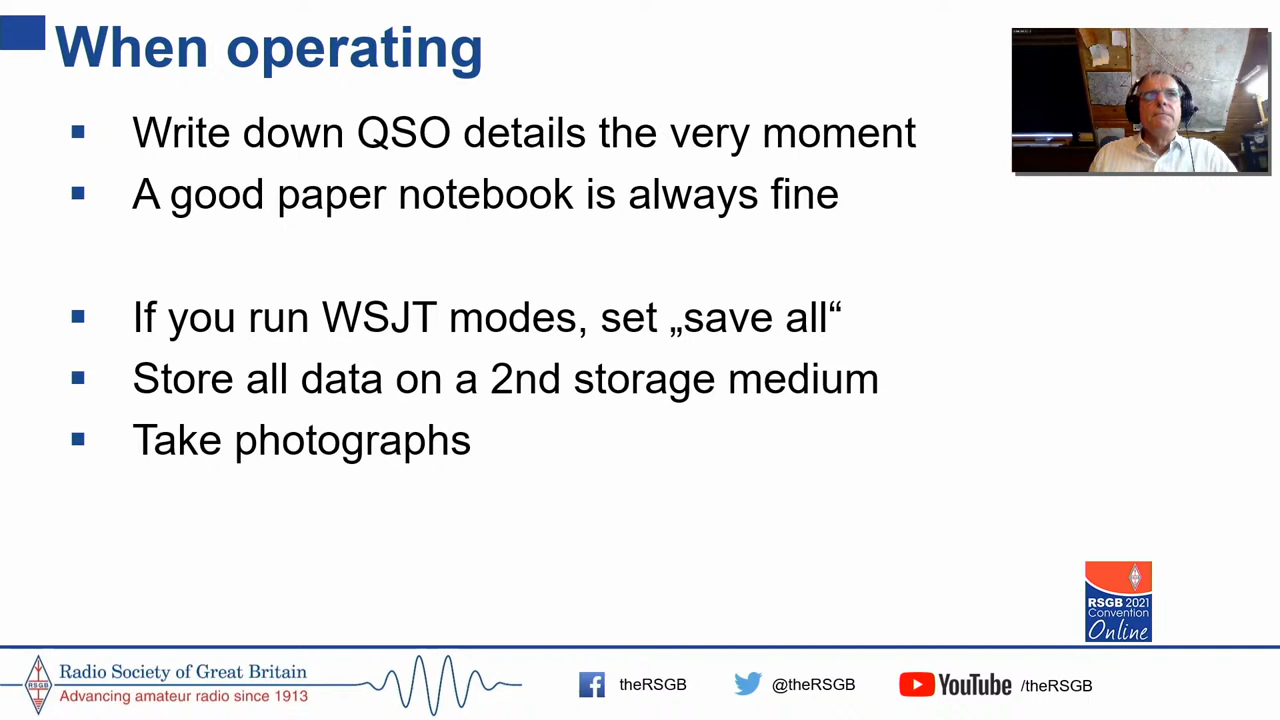 When operating
Write down QSO details the very moment
A good paper notebook is always fine
If you run WSJT modes, set „save all“
Store all data on a 2nd storage medium
Take photographs
RSGB 2021
Convention
Online
RSGB
Radio Society of Great Britain
Advancing amateur radio since 1913
theRSGB
@theRSGB
YouTube /theRSGB